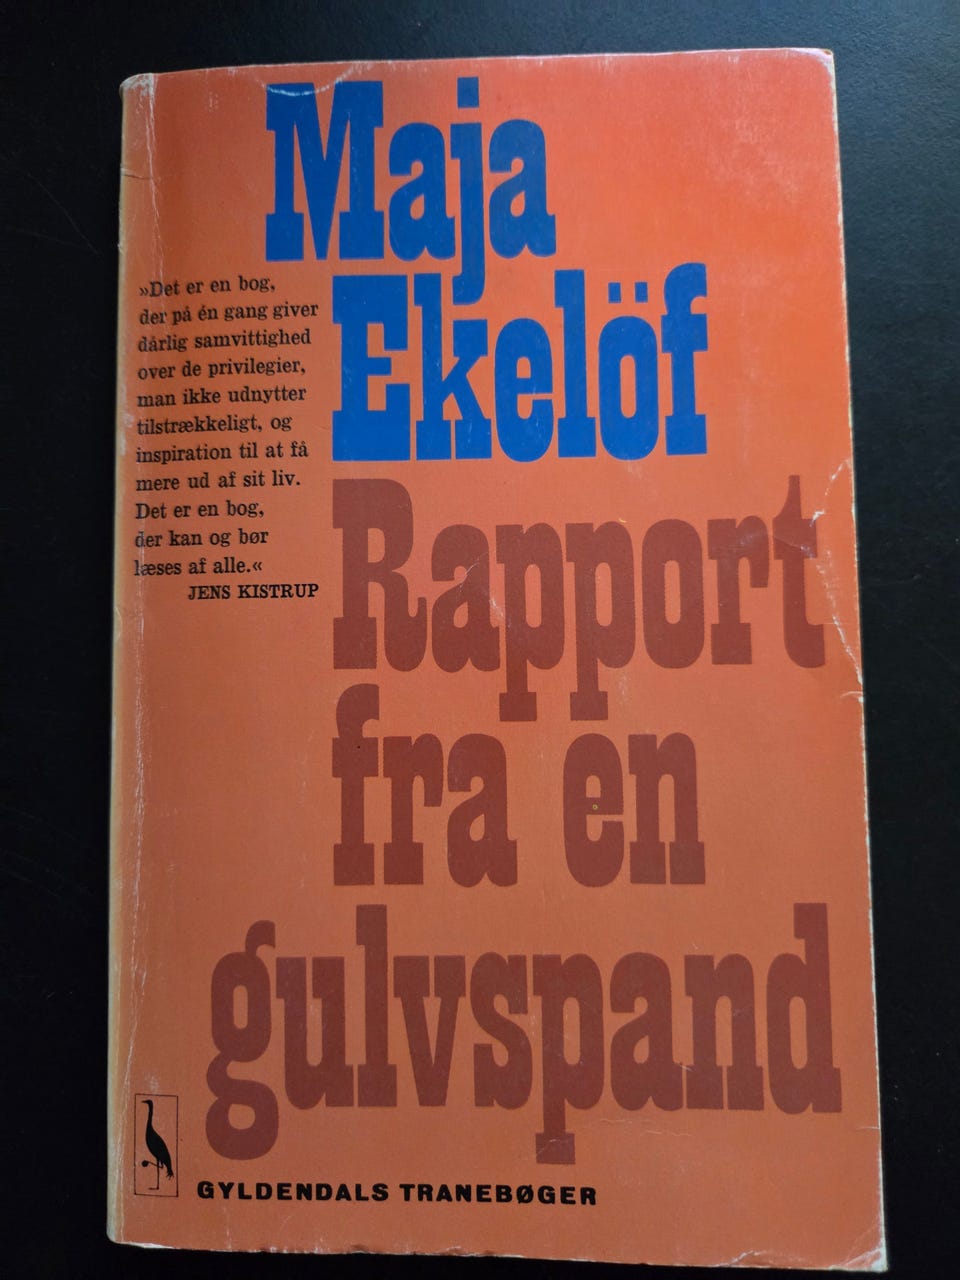 Maja
Ekelöf
»Det er en bog,
der på én gang giver
dårlig samvittighed
over de privilegier,
man ikke udnytter
tilstrækkeligt, og
inspiration til at få
mere ud af sit liv.
Det er en bog,
der kan og bør
læses af alle.«
JENS KISTRUP
Rapport
fra en
gulvspand
GYLDENDALS TRANEBØGER